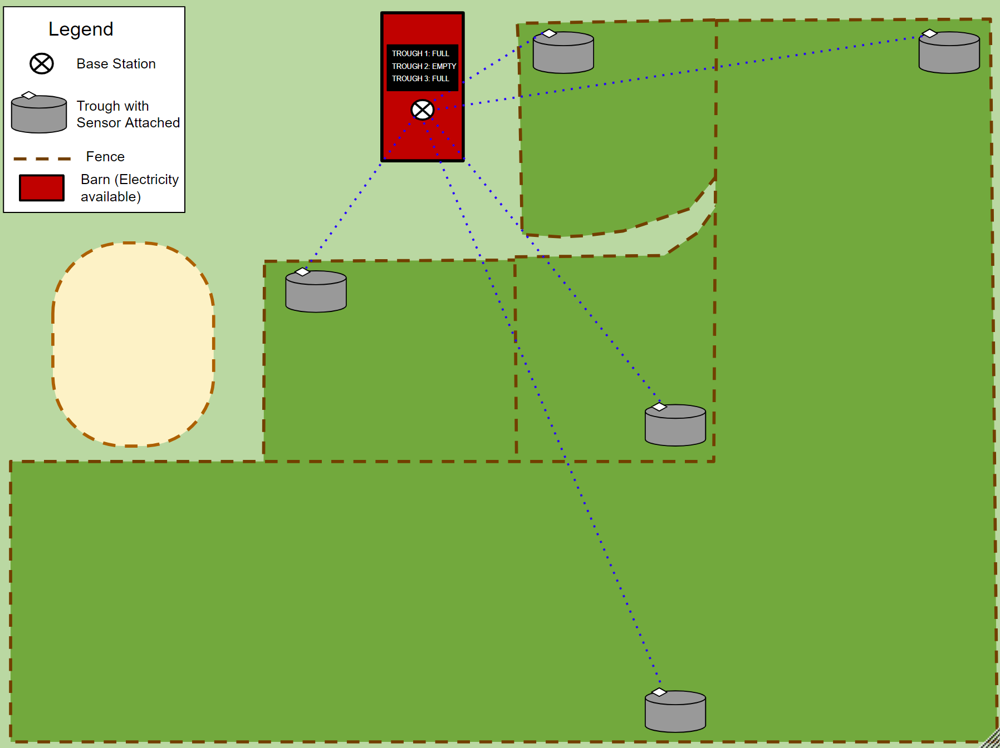 Legend
Base Station
Trough with
Sensor Attached
Fence
Barn (Electricity
available)
TROUGH 1: FULL
TROUGH 2: EMPTY
TROUGH 3: FULL